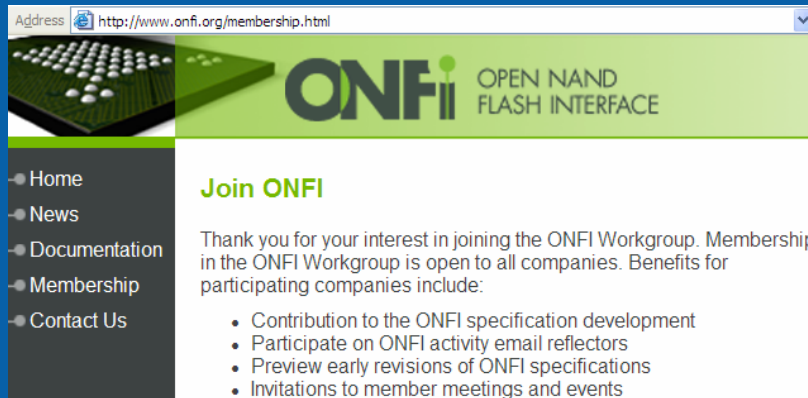 Address http://www.onfi.org/membership.html
ONFi OPEN NAND
FLASH INTERFACE
Home
News
Documentation
Membership
Contact Us
Join ONFI
Thank you for your interest in joining the ONFI Workgroup. Membership
in the ONFI Workgroup is open to all companies. Benefits for
participating companies include:
• Contribution to the ONFI specification development
• Participate on ONFI activity email reflectors
• Preview early revisions of ONFI specifications
• Invitations to member meetings and events